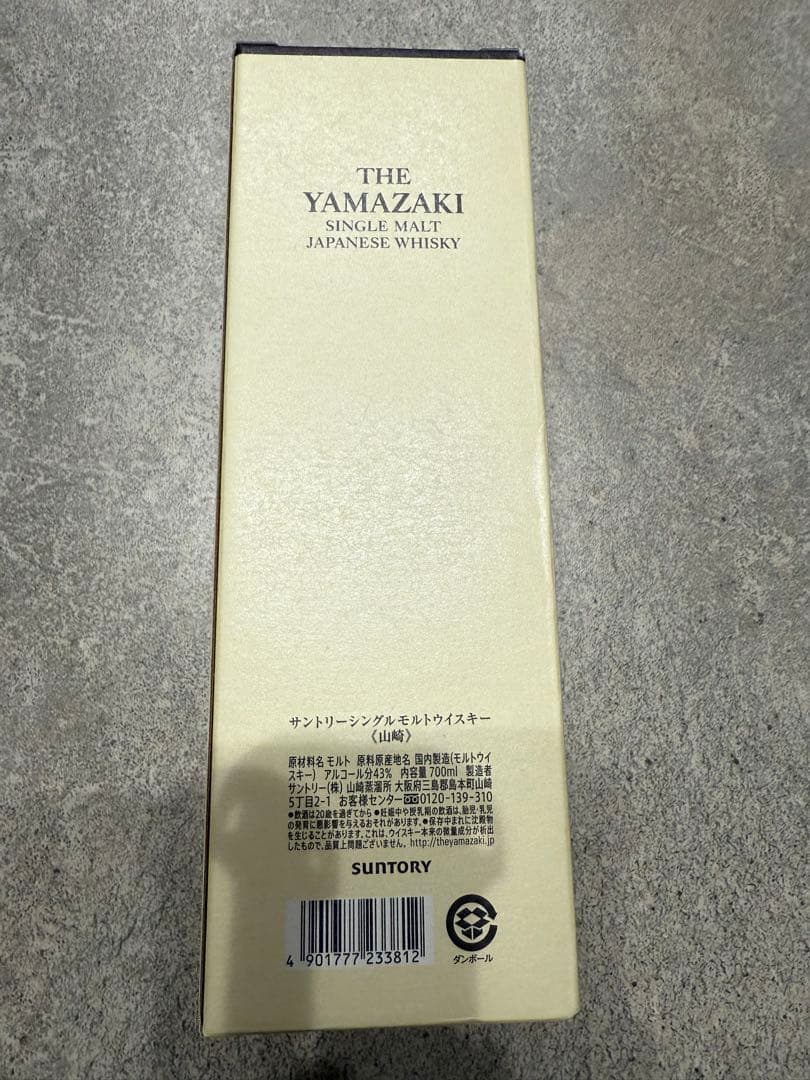 THE
YAMAZAKI
SINGLE MALT
JAPANESE WHISKY
サントリーシングルモルトウイスキー
《山崎》
原材料名 モルト 原料原産地名 国内製造(モルトウイ
スキー) アルコール分43% 内容量 700ml 製造者
サントリー(株) 山崎蒸溜所 大阪府三島郡島本町山崎
5丁目2-1 お客様センター 0120-139-310
●飲酒は20歳を過ぎてから ●妊娠中や授乳期の飲酒は、胎児・乳児
の発育に悪影響を与えるおそれがあります。●保存中まれに沈殿物
を生じることがあります。これは、ウイスキー本来の微量成分が析出
したもので、品質上問題ございません。 http://theyamazaki.jp
SUNTORY
4 901777 233812
ダンボール